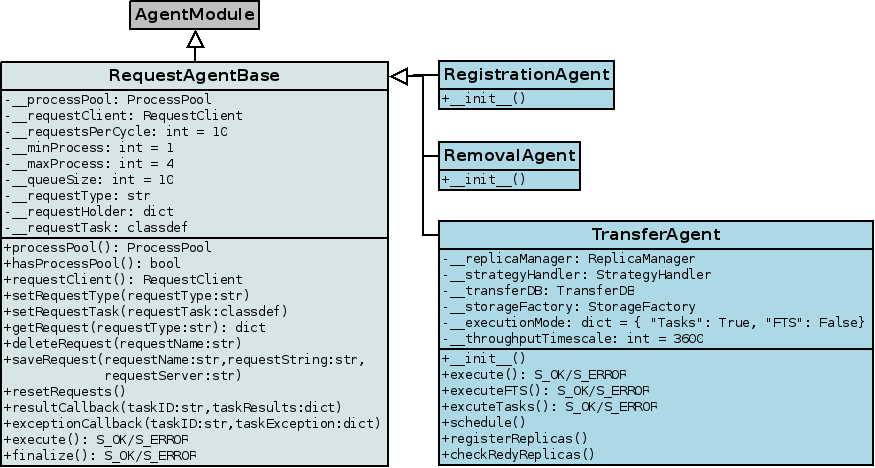 AgentModule
RequestAgentBase
-__processPool: ProcessPool
-__requestClient: RequestClient
-__requestsPerCycle: int = 10
-__minProcess: int = 1
-__maxProcess: int = 4
-__queueSize: int = 10
-__requestType: str
-__requestHolder: dict
-__requestTask: classdef
+processPool(): ProcessPool
+hasProcessPool(): bool
+requestClient(): RequestClient
+setRequestType(requestType:str)
+setRequestTask(requestTask:classdef)
+getRequest(requestType:str): dict
+deleteRequest(requestName:str)
+saveRequest(requestName:str,requestString:str,
requestServer:str)
+resetRequests()
+resultCallback(taskID:str,taskResults:dict)
+exceptionCallback(taskID:str,taskException:dict)
+execute(): S_OK/S_ERROR
+finalize(): S_OK/S_ERROR
RegistrationAgent
+__init__()
RemovalAgent
+__init__()
TransferAgent
-__replicaManager: ReplicaManager
-__strategyHandler: StrategyHandler
-__transferDB: TransferDB
-__storageFactory: StorageFactory
-__executionMode: dict = { "Tasks": True, "FTS": False}
-__throughputTimescale: int = 3600
+__init__()
+execute(): S_OK/S_ERROR
+executeFTS(): S_OK/S_ERROR
+excuteTasks(): S_OK/S_ERROR
+schedule()
+registerReplicas()
+checkRedyReplicas()